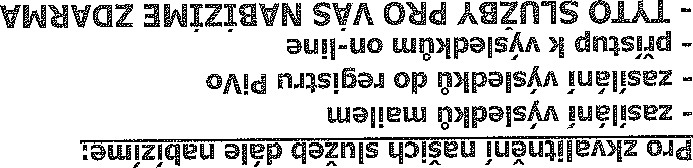 Pro zkvalitnění našich služeb dále nabízíme:
- zasílání výsledků mailem
- zasílání výsledků do registru PiVo
- přístup k výsledkům on-line
- TYTO SLUŽBY PRO VÁS NABÍZÍME ZDARMA